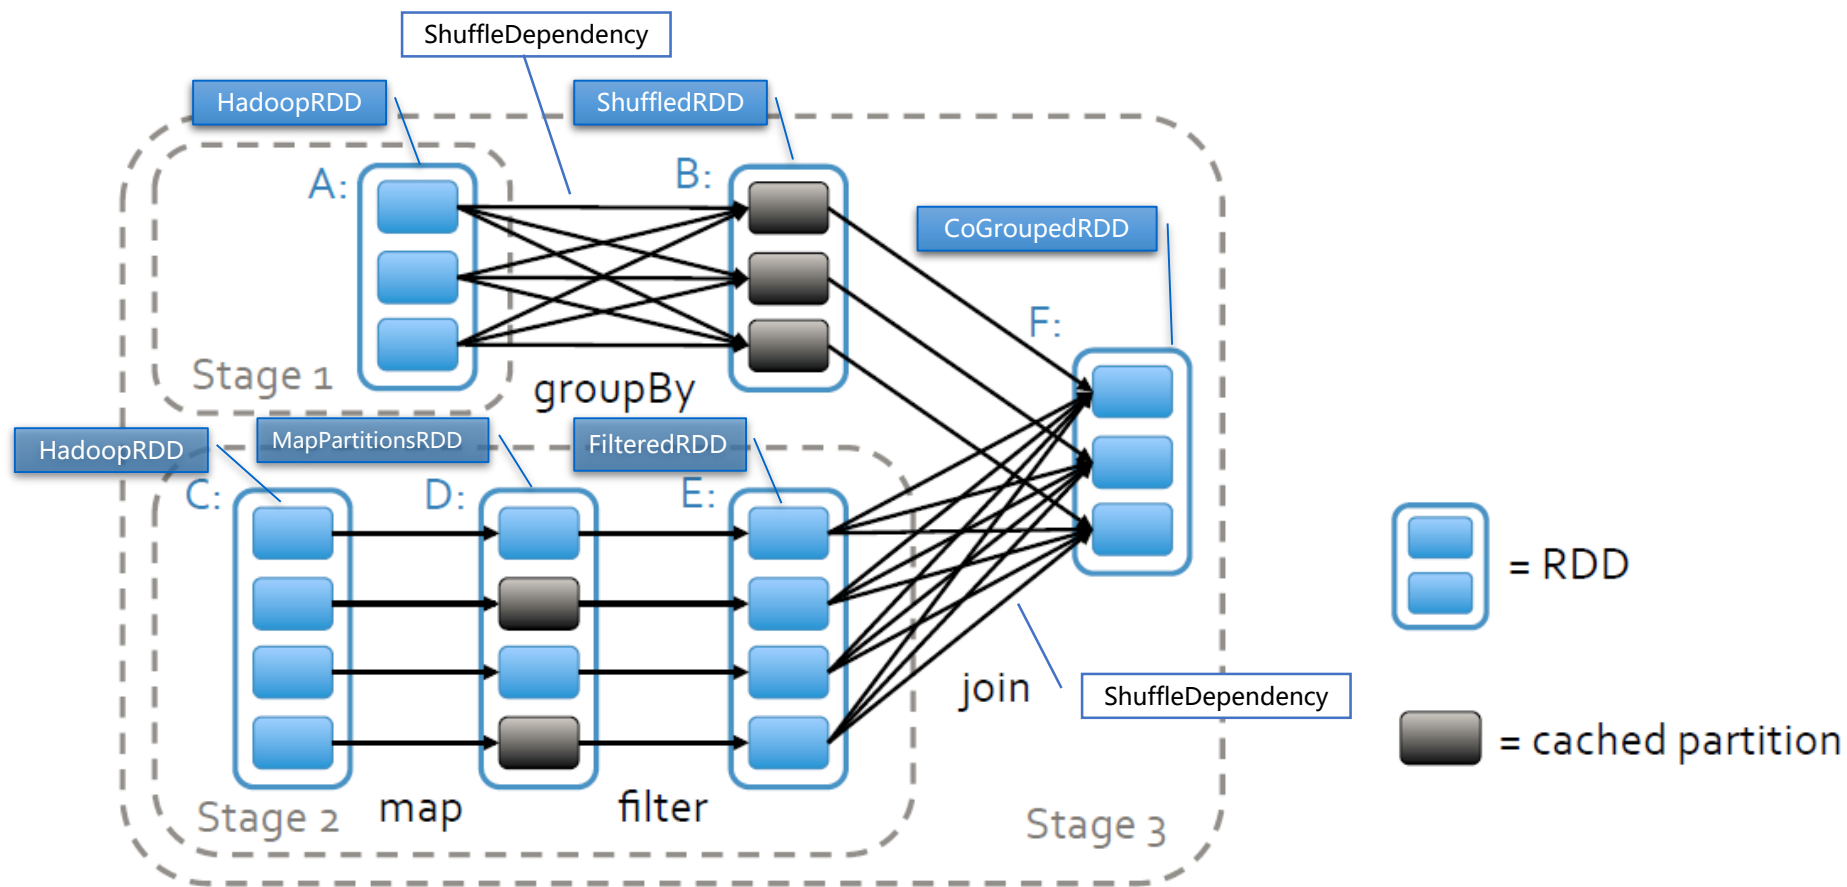 ShuffleDependency
HadoopRDD
ShuffledRDD
A:
B:
CoGroupedRDD
F:
Stage 1
groupBy
HadoopRDD
MapPartitionsRDD
FilteredRDD
C:
D:
E:
= RDD
join
ShuffleDependency
= cached partition
Stage 2
map
filter
Stage 3